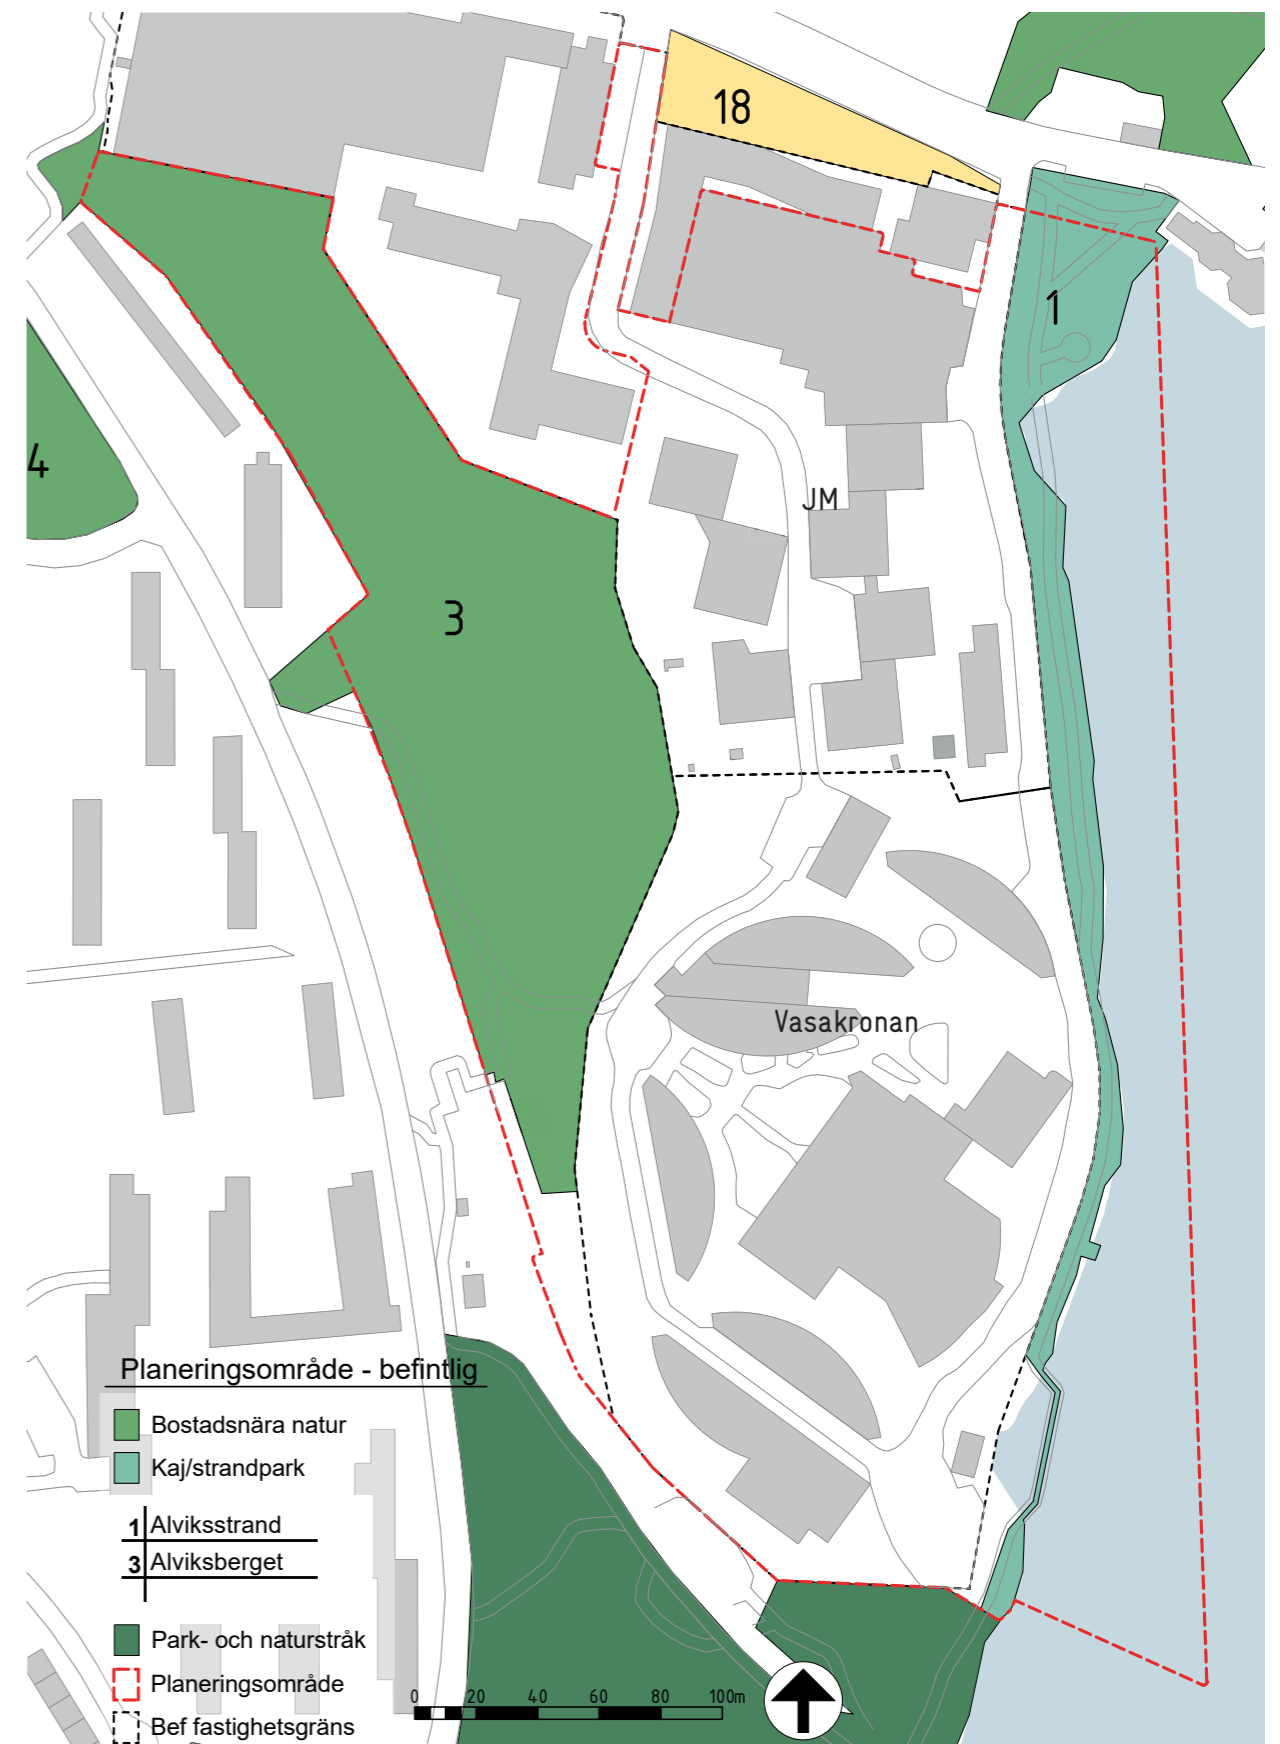 18
1
4
3
JM
Vasakronan
Planeringsområde - befintlig
Bostadsnära natur
Kaj/strandpark
1 Alviksstrand
3 Alviksberget
Park- och naturstråk
Planeringsområde
Bef fastighetsgräns
0 20 40 60 80 100m